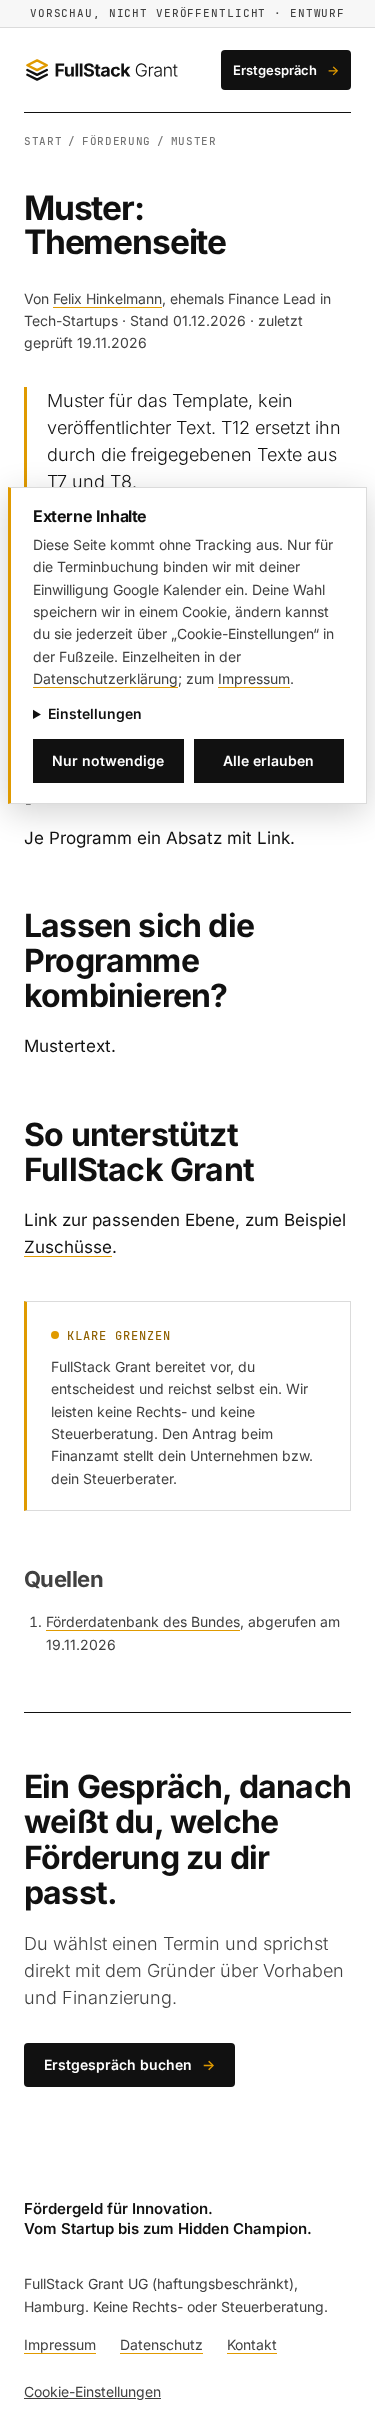 VORSCHAU, NICHT VERÖFFENTLICHT · ENTWURF
FullStack Grant
Erstgespräch →
START / FÖRDERUNG / MUSTER
Muster:
Themenseite
Von Felix Hinkelmann, ehemals Finance Lead in
Tech-Startups · Stand 01.12.2026 · zuletzt
geprüft 19.11.2026
Muster für das Template, kein
veröffentlichter Text. T12 ersetzt ihn
durch die freigegebenen Texte aus
T7 und T8.
Externe Inhalte
Diese Seite kommt ohne Tracking aus. Nur für
die Terminbuchung binden wir mit deiner
Einwilligung Google Kalender ein. Deine Wahl
speichern wir in einem Cookie, ändern kannst
du sie jederzeit über „Cookie-Einstellungen“ in
der Fußzeile. Einzelheiten in der
Datenschutzerklärung; zum Impressum.
Einstellungen
Nur notwendige
Alle erlauben
Je Programm ein Absatz mit Link.
Lassen sich die
Programme
kombinieren?
Mustertext.
So unterstützt
FullStack Grant
Link zur passenden Ebene, zum Beispiel
Zuschüsse.
KLARE GRENZEN
FullStack Grant bereitet vor, du
entscheidest und reichst selbst ein. Wir
leisten keine Rechts- und keine
Steuerberatung. Den Antrag beim
Finanzamt stellt dein Unternehmen bzw.
dein Steuerberater.
Quellen
1. Förderdatenbank des Bundes, abgerufen am
19.11.2026
Ein Gespräch, danach
weißt du, welche
Förderung zu dir
passt.
Du wählst einen Termin und sprichst
direkt mit dem Gründer über Vorhaben
und Finanzierung.
Erstgespräch buchen →
Fördergeld für Innovation.
Vom Startup bis zum Hidden Champion.
FullStack Grant UG (haftungsbeschränkt),
Hamburg. Keine Rechts- oder Steuerberatung.
Impressum Datenschutz Kontakt
Cookie-Einstellungen